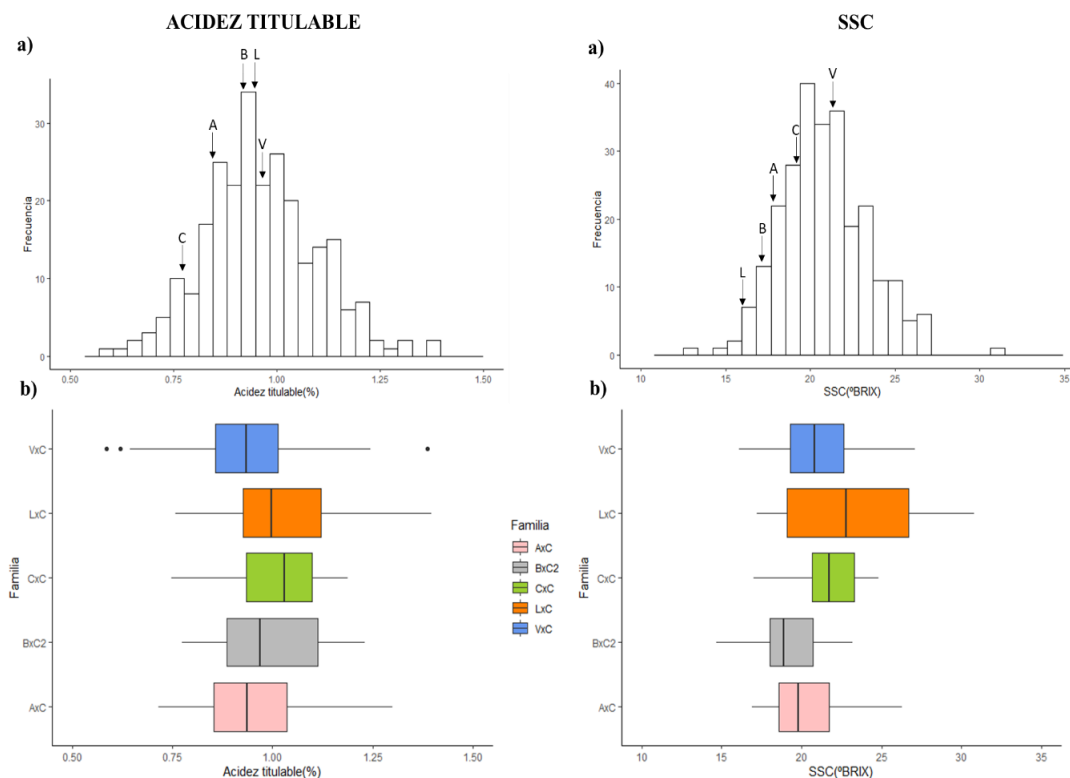 ACIDEZ TITULABLE
SSC
a)
B L
A
V
C
Frecuencia
30
20
10
0
0.50 0.75 1.00 1.25 1.50
Acidez titulable(%)
a)
V
C
A
B
L
Frecuencia
40
30
20
10
0
10 15 20 25 30 35
SSC(ºBRIX)
b)
Familia
VxC
LxC
CxC
BxC2
AxC
0.50 0.75 1.00 1.25 1.50
Acidez titulable(%)
Familia
AxC
BxC2
CxC
LxC
VxC
b)
Familia
VxC
LxC
CxC
BxC2
AxC
10 15 20 25 30 35
SSC(ºBRIX)